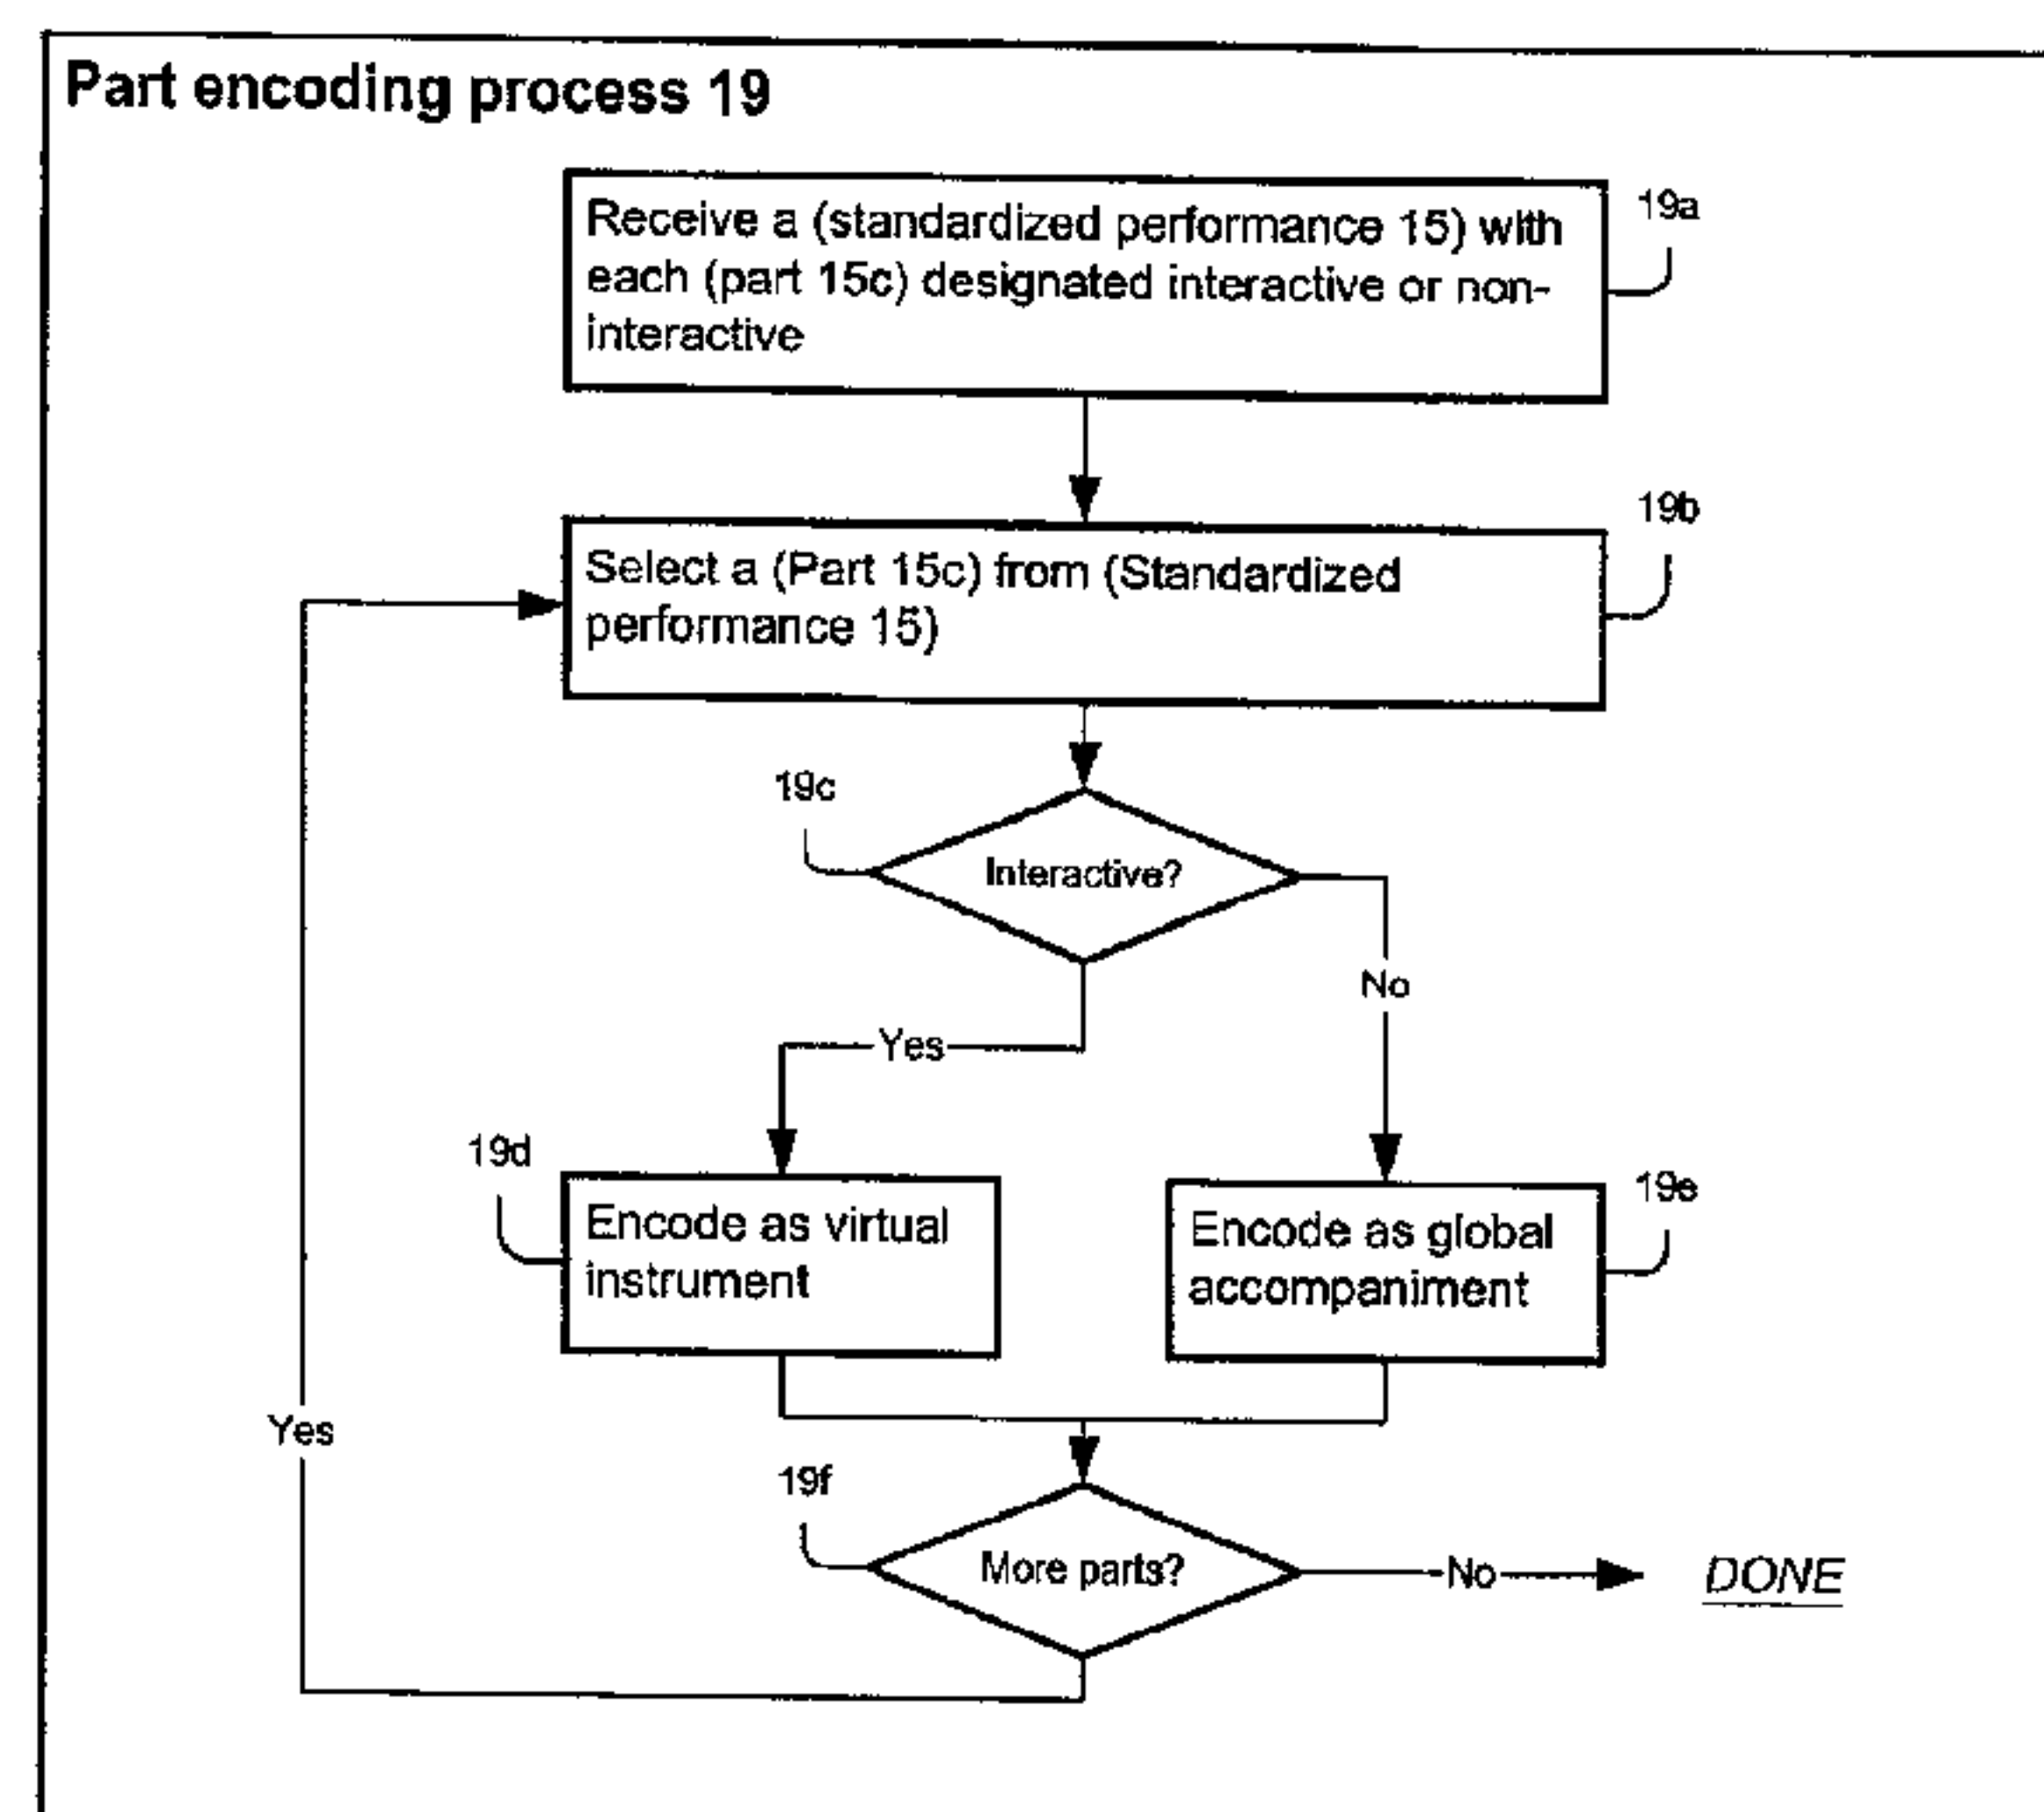 Part encoding process 19
Receive a (standardized performance 15) with
each (part 15c) designated interactive or non-
interactive
19a
Select a (Part 15c) from (Standardized
performance 15)
19b
19c
Interactive?
No
Yes
19d
Encode as virtual
instrument
19e
Encode as global
accompaniment
Yes
19f
More parts?
No
DONE